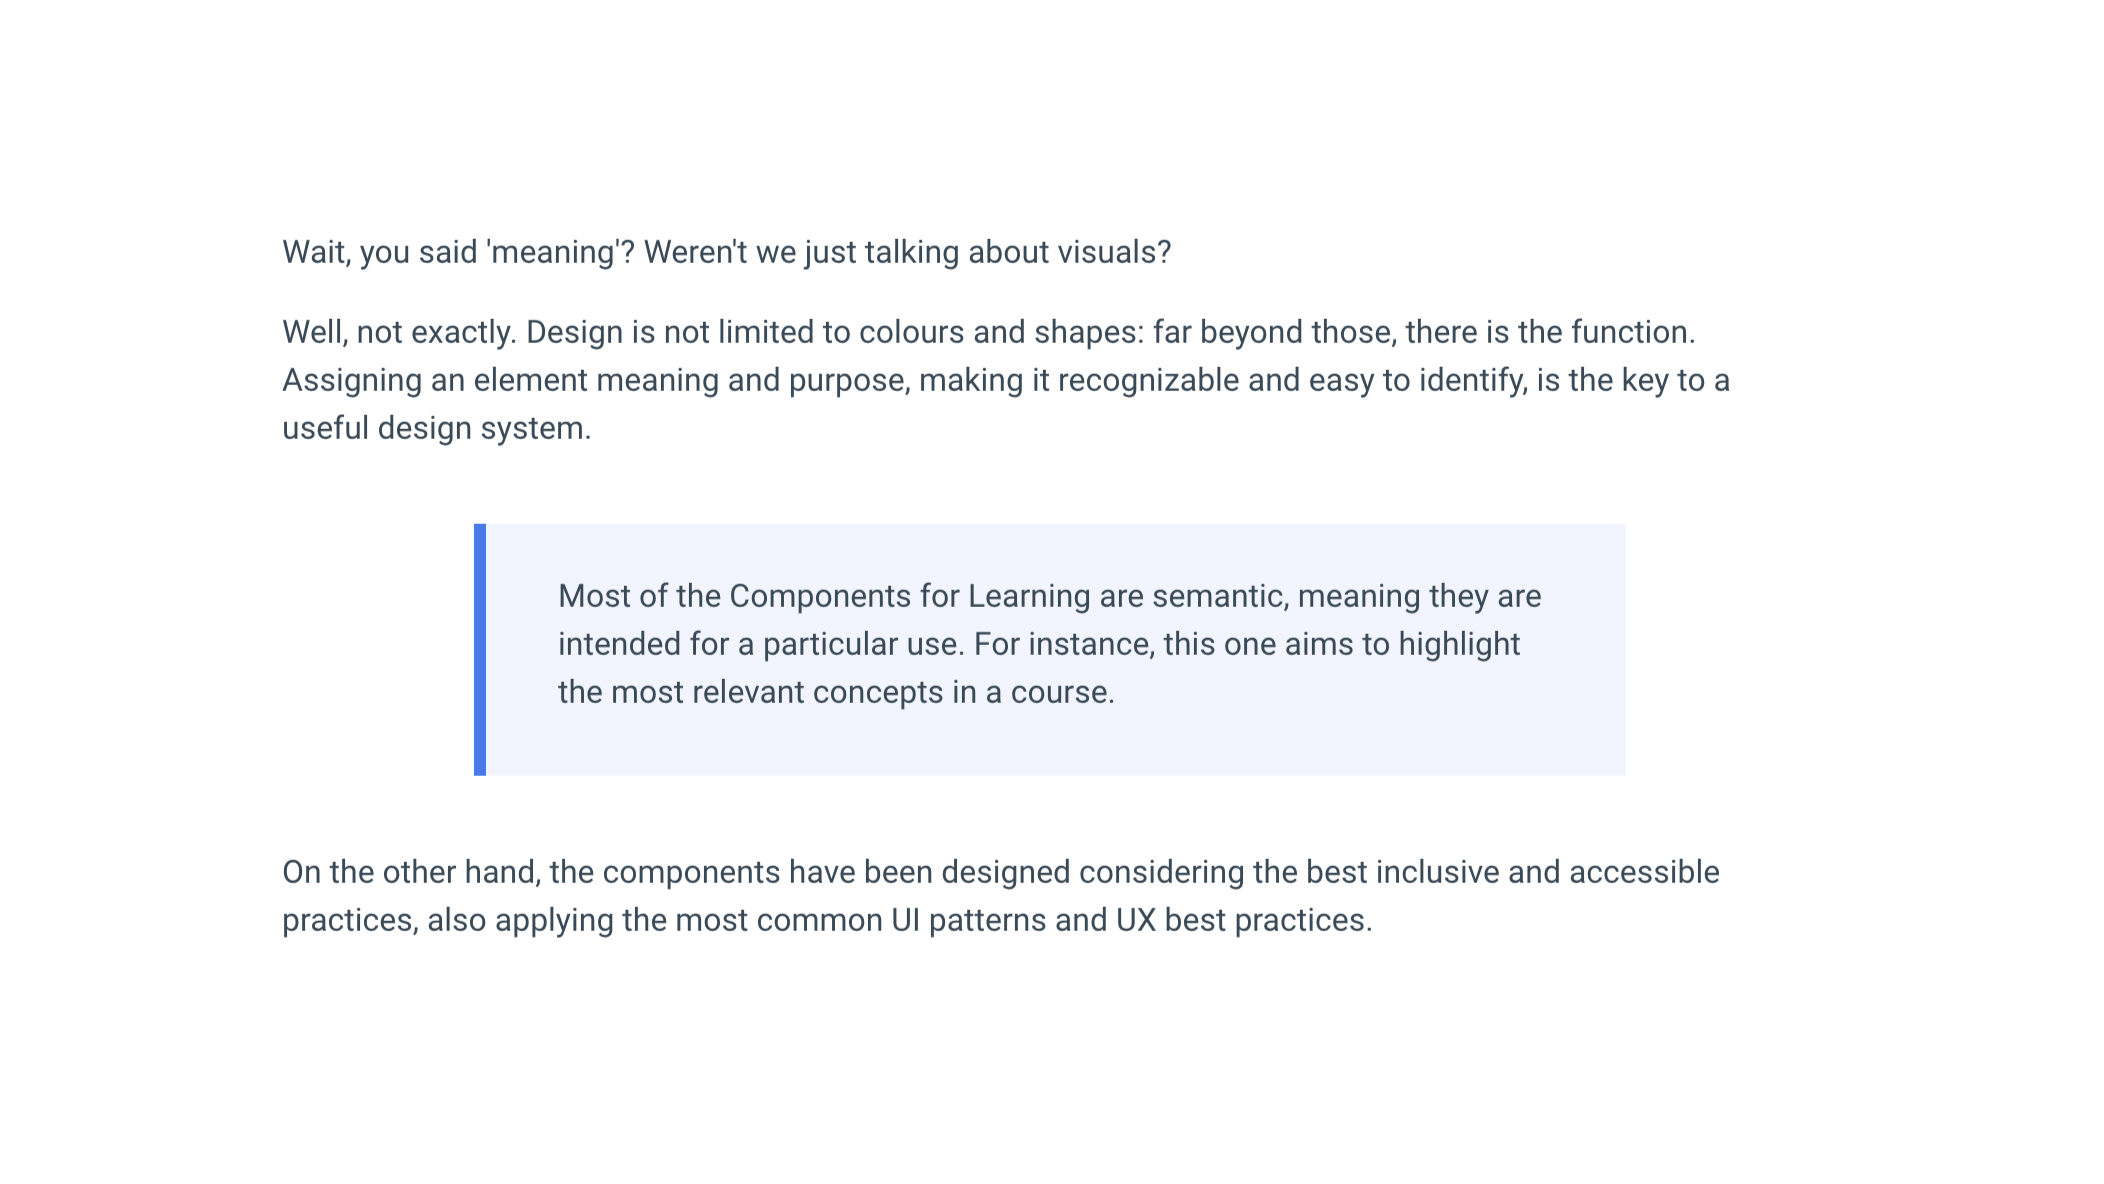 Wait, you said 'meaning'? Weren't we just talking about visuals?
Well, not exactly. Design is not limited to colours and shapes: far beyond those, there is the function.
Assigning an element meaning and purpose, making it recognizable and easy to identify, is the key to a
useful design system.
Most of the Components for Learning are semantic, meaning they are
intended for a particular use. For instance, this one aims to highlight
the most relevant concepts in a course.
On the other hand, the components have been designed considering the best inclusive and accessible
practices, also applying the most common UI patterns and UX best practices.